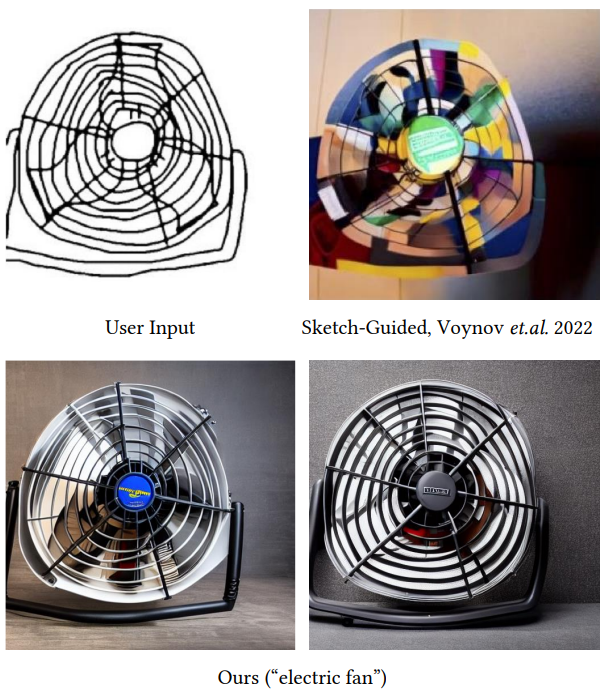 User Input
Sketch-Guided, Voynov et.al. 2022
Ours (“electric fan”)